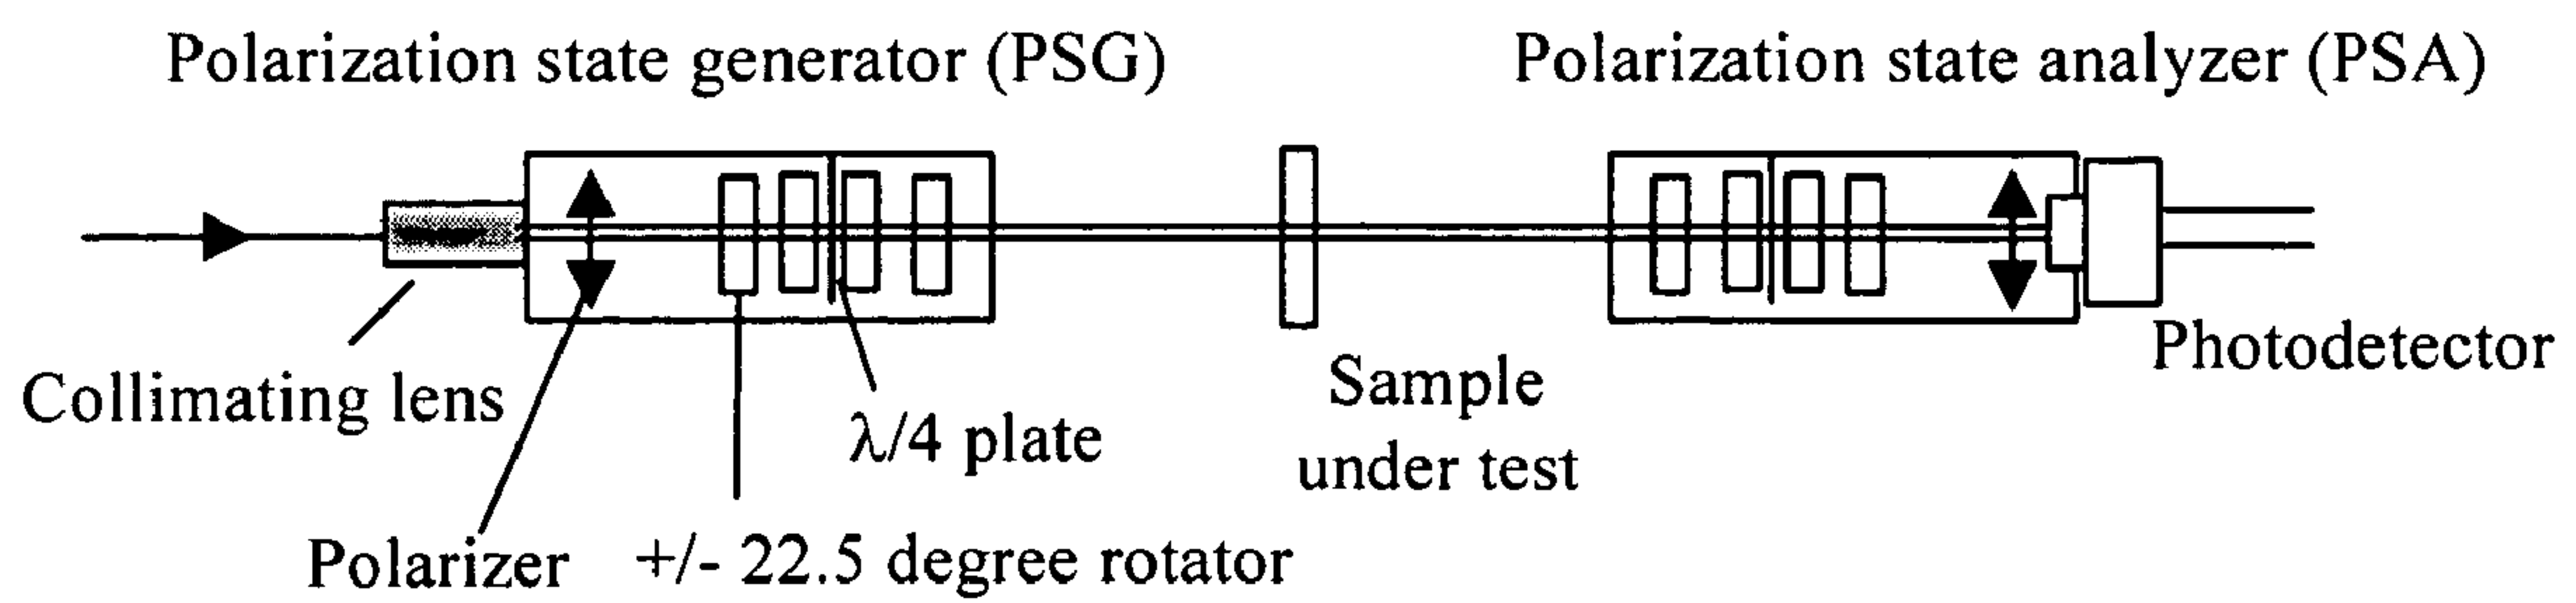 Polarization state generator (PSG)
Polarization state analyzer (PSA)
Collimating lens
Polarizer
+/- 22.5 degree rotator
λ/4 plate
Sample
under test
Photodetector